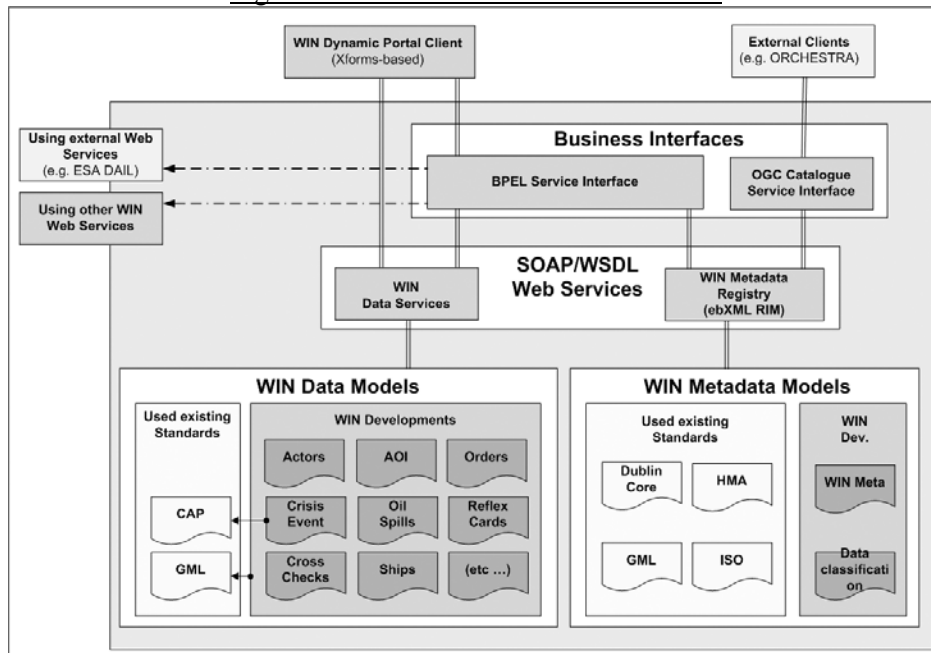 WIN Dynamic Portal Client
(Xforms-based)
External Clients
(e.g. ORCHESTRA)
Using external Web
Services
(e.g. ESA DAIL)
Using other WIN
Web Services
Business Interfaces
BPEL Service Interface
OGC Catalogue
Service Interface
SOAP/WSDL
Web Services
WIN
Data Services
WIN Metadata
Registry
(ebXML RIM)
WIN Data Models
Used existing
Standards
CAP
GML
WIN Developments
Actors
AOI
Orders
Crisis
Event
Oil
Spills
Reflex
Cards
Cross
Checks
Ships
(etc ...)
WIN Metadata Models
Used existing
Standards
Dublin
Core
HMA
GML
ISO
WIN
Dev.
WIN Meta
Data
classificati
on